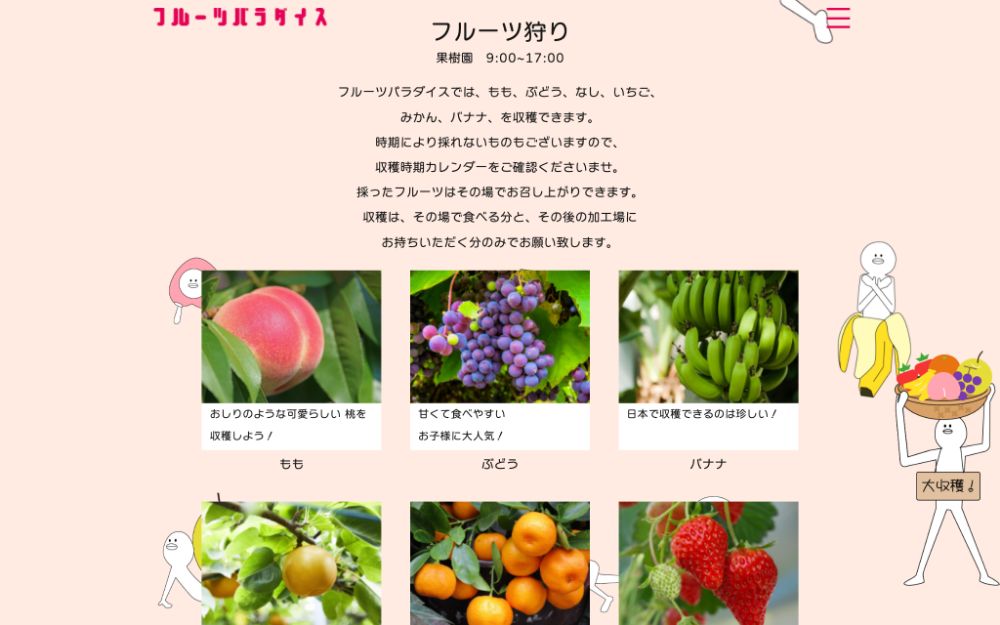 フルーツパラダイス
フルーツ狩り
果樹園　9:00~17:00
フルーツパラダイスでは、もも、ぶどう、なし、いちご、
みかん、バナナ、を収穫できます。
時期により採れないものもございますので、
収穫時期カレンダーをご確認くださいませ。
採ったフルーツはその場でお召し上がりできます。
収穫は、その場で食べる分と、その後の加工場に
お持ちいただく分のみでお願い致します。
おしりのような可愛らしい 桃を
収穫しよう！
もも
甘くて食べやすい
お子様に大人気！
ぶどう
日本で収穫できるのは珍しい！
バナナ
大収穫！